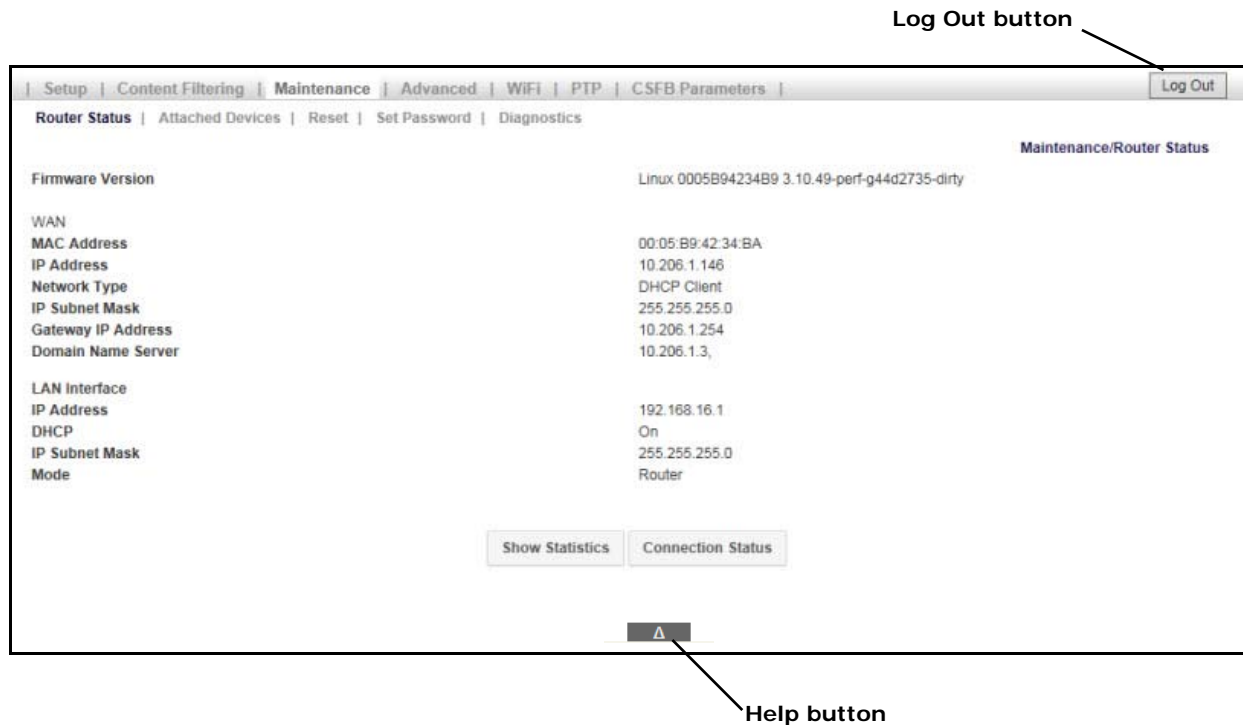 Log Out button
| Setup | Content Filtering | Maintenance | Advanced | WiFi | PTP | CSFB Parameters | Log Out
Router Status | Attached Devices | Reset | Set Password | Diagnostics
Maintenance/Router Status
Firmware Version Linux 0005B94234B9 3.10.49-perf-g44d2735-dirty
WAN
MAC Address 00:05:B9:42:34:BA
IP Address 10.206.1.146
Network Type DHCP Client
IP Subnet Mask 255.255.255.0
Gateway IP Address 10.206.1.254
Domain Name Server 10.206.1.3,
LAN Interface
IP Address 192.168.16.1
DHCP On
IP Subnet Mask 255.255.255.0
Mode Router
Show Statistics Connection Status
Δ
Help button